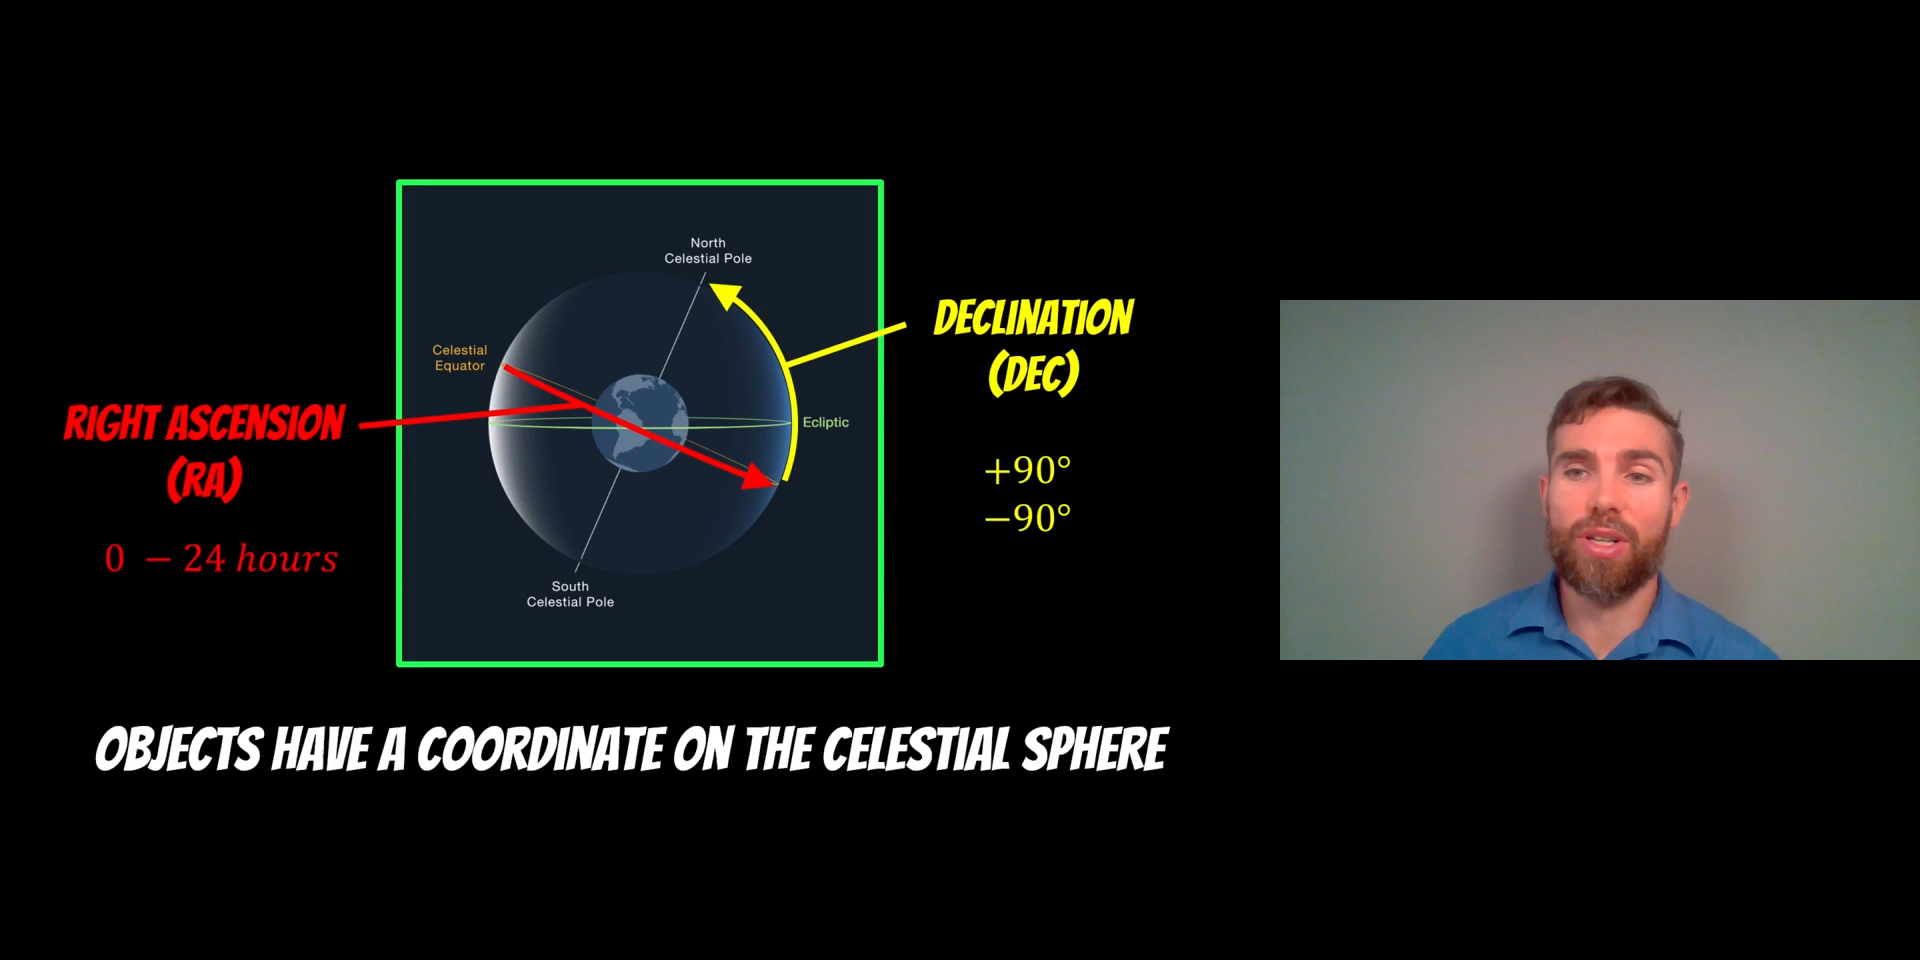 North
Celestial Pole
Celestial
Equator
RIGHT ASCENSION
(RA)
0 – 24 hours
Ecliptic
South
Celestial Pole
DECLINATION
(DEC)
+90°
−90°
OBJECTS HAVE A COORDINATE ON THE CELESTIAL SPHERE